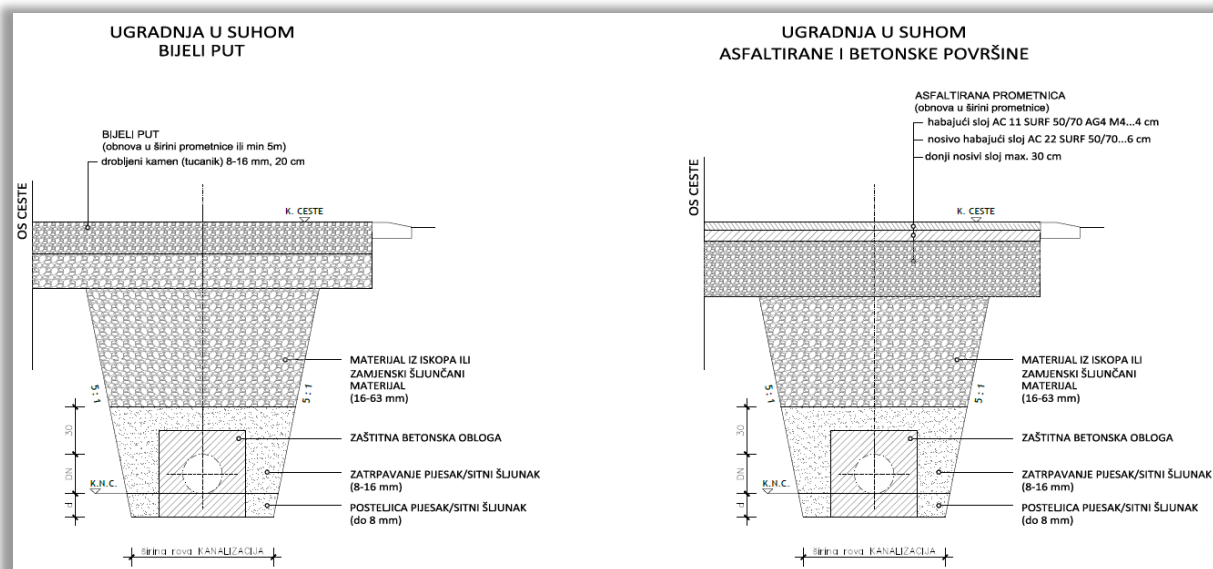 UGRADNJA U SUHOM
BIJELI PUT
BIJELI PUT
(obnova u širini prometnice ili min 5m)
drobljeni kamen (tucanik) 8-16 mm, 20 cm
OS CESTE
K. CESTE
MATERIJAL IZ ISKOPA ILI
ZAMJENSKI ŠLJUNČANI
MATERIJAL
(16-63 mm)
5 : 1
5 : 1
30
DN
d
K.N.C.
ZAŠTITNA BETONSKA OBLOGA
ZATRPAVANJE PIJESAK/SITNI ŠLJUNAK
(8-16 mm)
POSTELJICA PIJESAK/SITNI ŠLJUNAK
(do 8 mm)
širina rova KANALIZACIJA
UGRADNJA U SUHOM
ASFALTIRANE I BETONSKE POVRŠINE
ASFALTIRANA PROMETNICA
(obnova u širini prometnice)
habajući sloj AC 11 SURF 50/70 AG4 M4...4 cm
nosivo habajući sloj AC 22 SURF 50/70...6 cm
donji nosivi sloj max. 30 cm
OS CESTE
K. CESTE
MATERIJAL IZ ISKOPA ILI
ZAMJENSKI ŠLJUNČANI
MATERIJAL
(16-63 mm)
5 : 1
5 : 1
30
DN
d
K.N.C.
ZAŠTITNA BETONSKA OBLOGA
ZATRPAVANJE PIJESAK/SITNI ŠLJUNAK
(8-16 mm)
POSTELJICA PIJESAK/SITNI ŠLJUNAK
(do 8 mm)
širina rova KANALIZACIJA